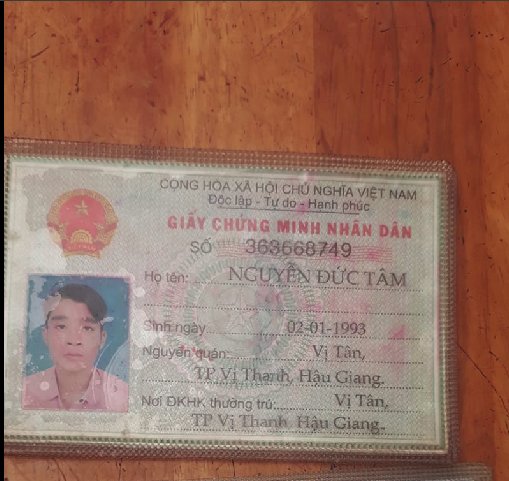 CỘNG HÒA XÃ HỘI CHỦ NGHĨA VIỆT NAM
Độc lập - Tự do - Hạnh phúc
GIẤY CHỨNG MINH NHÂN DÂN
SỐ 363668749
Họ tên: NGUYỄN ĐỨC TÂM
Sinh ngày 02-01-1993
Nguyên quán: Vị Tân,
TP.Vị Thanh, Hậu Giang.
Nơi ĐKHK thường trú: Vị Tân,
TP Vị Thanh, Hậu Giang.